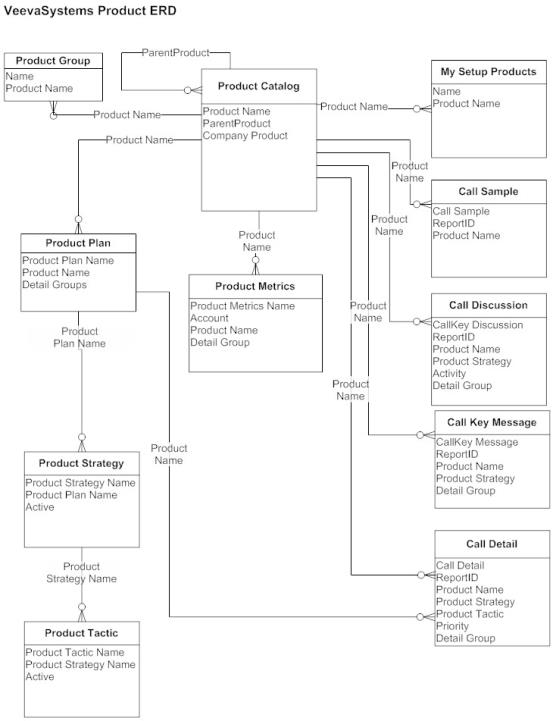 VeevaSystems Product ERD
ParentProduct
Product Group
Name
Product Name
Product Catalog
Product Name
ParentProduct
Company Product
My Setup Products
Name
Product Name
Product Name
Product Name
Product Name
Product
Name
Call Sample
Call Sample
ReportID
Product Name
Product
Name
Product
Name
Product Plan
Product Plan Name
Product Name
Detail Groups
Product Metrics
Product Metrics Name
Account
Product Name
Detail Group
Call Discussion
CallKey Discussion
ReportID
Product Name
Product Strategy
Activity
Detail Group
Product
Name
Product
Plan Name
Product
Name
Call Key Message
CallKey Message
ReportID
Product Name
Product Strategy
Detail Group
Product
Name
Product Strategy
Product Strategy Name
Product Plan Name
Active
Call Detail
Call Detail
ReportID
Product Name
Product Strategy
Product Tactic
Priority
Detail Group
Product
Strategy Name
Product Tactic
Product Tactic Name
Product Strategy Name
Active